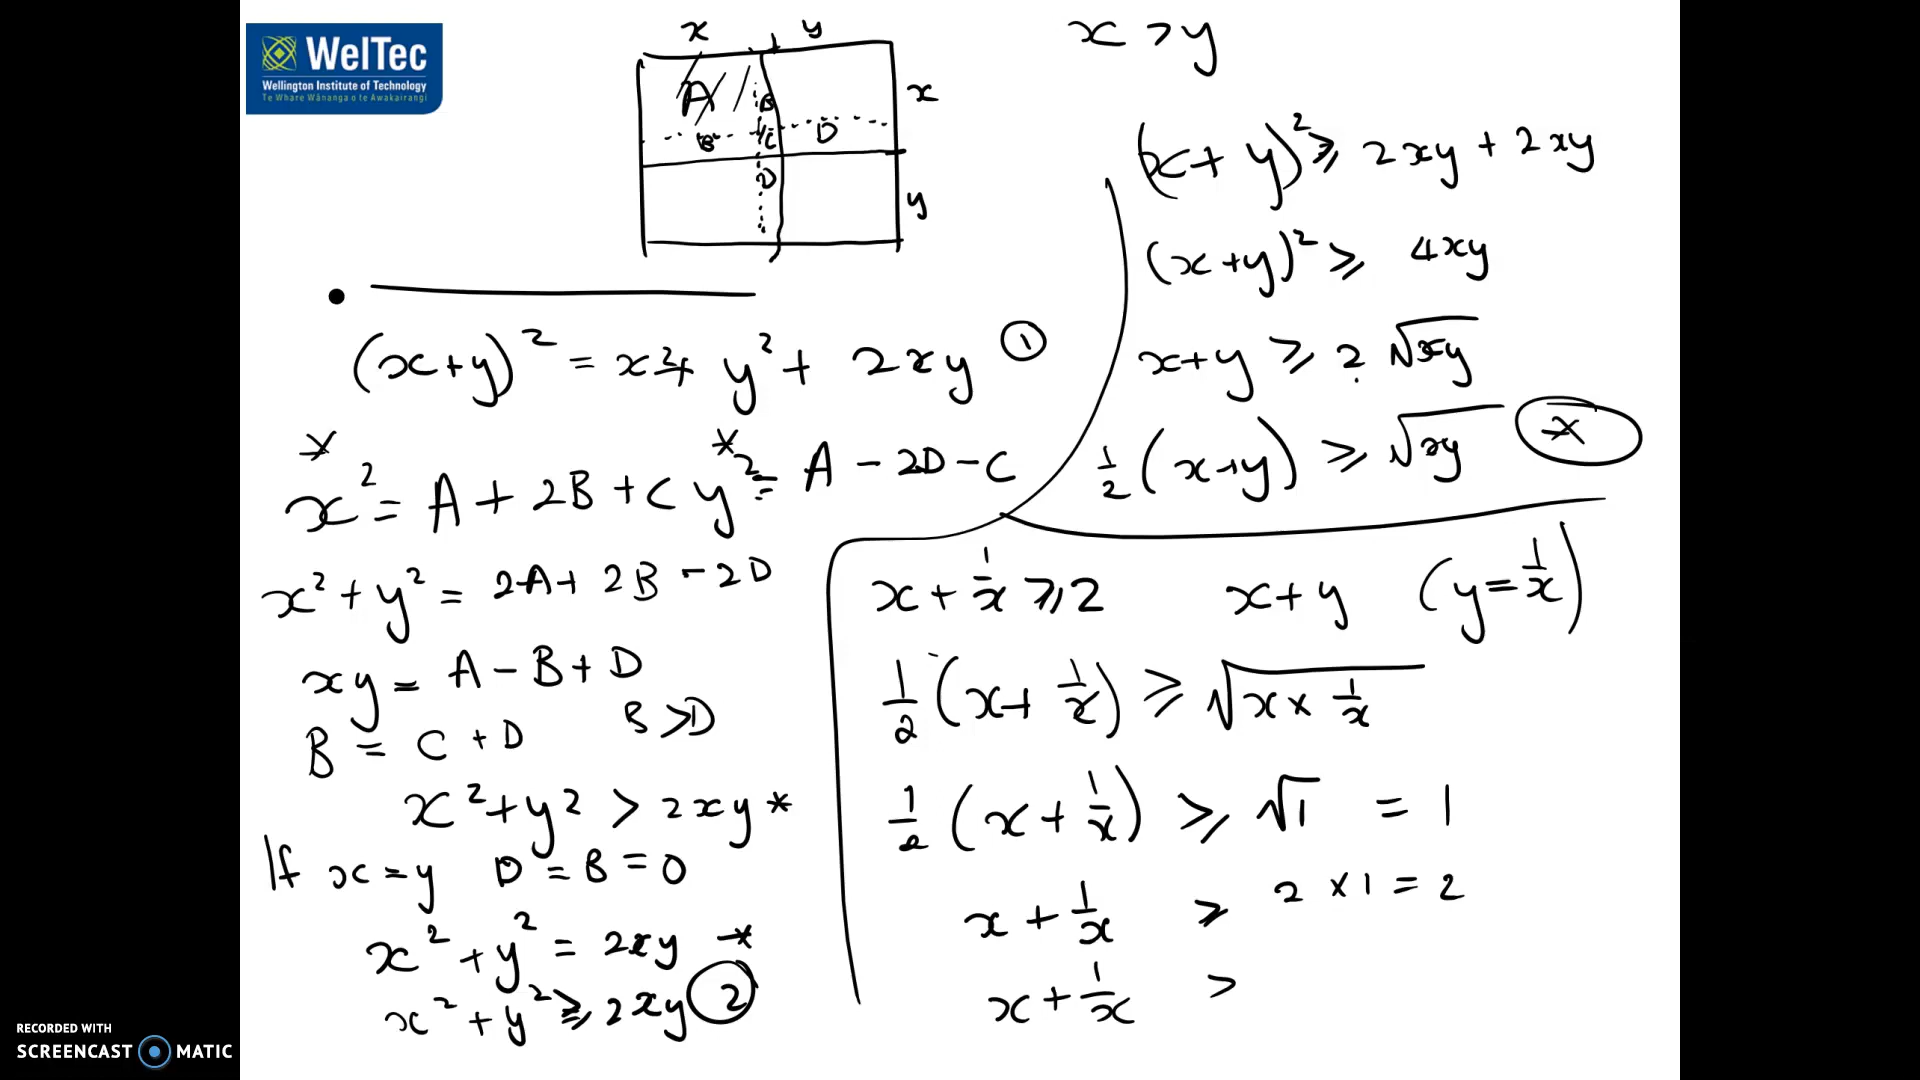 WelTec
Wellington Institute of Technology
Te Whare Wānanga o te Awakairangi
x y
A B
B C D
D
x
y
x > y
(x+y)² = x² + y² + 2xy ①
* x² = A + 2B + C * y² = A - 2D - C
x² + y² = 2A + 2B - 2D
xy = A - B + D
B = C + D B > D
x² + y² > 2xy *
If x = y D = B = 0
x² + y² = 2xy *
x² + y² ≥ 2xy ②
(x + y)² ≥ 2xy + 2xy
(x+y)² ≥ 4xy
x+y ≥ 2 √xy
½ (x+y) ≥ √xy *
x + 1/x ≥ 2 x+y (y = 1/x)
½ (x + 1/x) ≥ √x × 1/x
½ (x + 1/x) ≥ √1 = 1
x + 1/x ≥ 2 × 1 = 2
x + 1/x >
RECORDED WITH
SCREENCAST MATIC